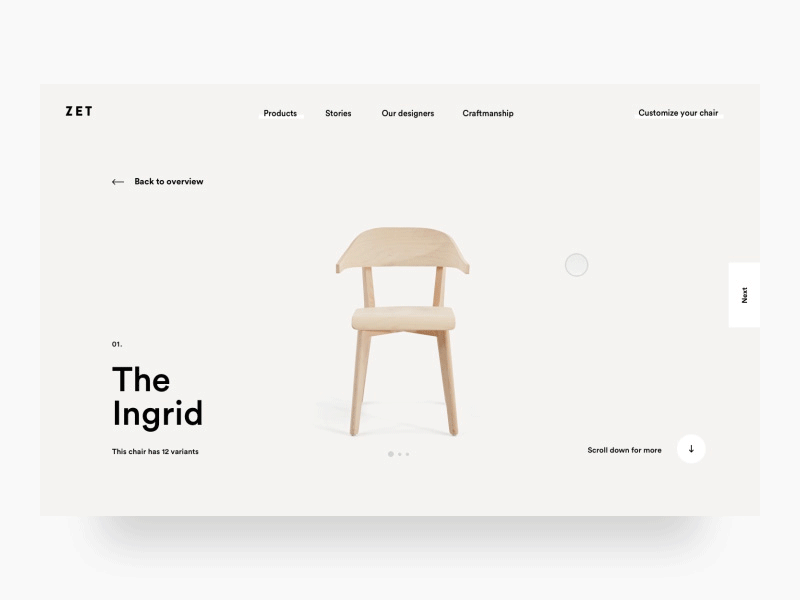 ZET
Products
Stories
Our designers
Craftmanship
Customize your chair
Back to overview
Next
01.
The
Ingrid
This chair has 12 variants
Scroll down for more